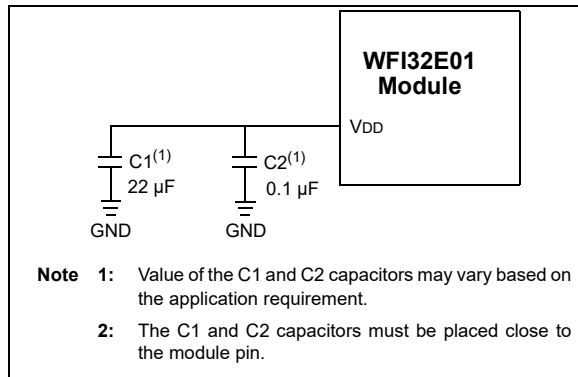 WFI32E01
Module
VDD
C1(1)
22 µF
GND
C2(1)
0.1 µF
GND
Note 1: Value of the C1 and C2 capacitors may vary based on
the application requirement.
2: The C1 and C2 capacitors must be placed close to
the module pin.